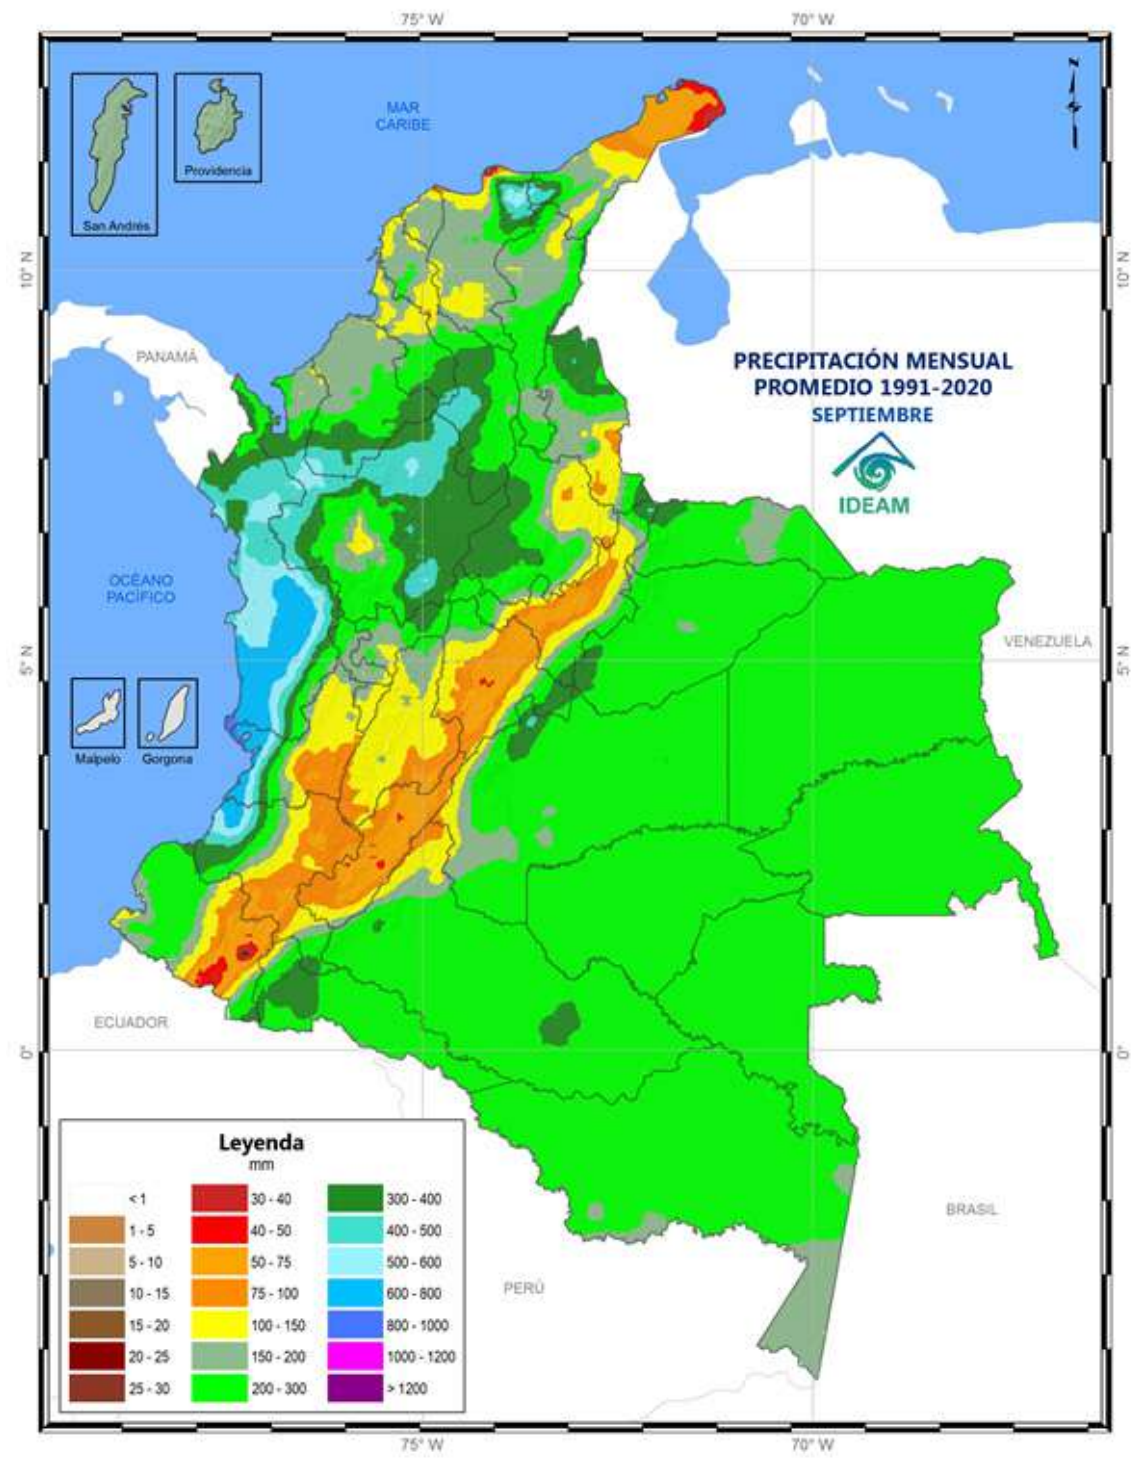 75° W
70° W
MAR
CARIBE
Providencia
San Andrés
10° N
10° N
PANAMÁ
PRECIPITACIÓN MENSUAL
PROMEDIO 1991-2020
SEPTIEMBRE
IDEAM
OCÉANO
PACÍFICO
VENEZUELA
5° N
5° N
Malpelo
Gorgona
ECUADOR
0°
0°
Leyenda
mm
< 1
30 - 40
300 - 400
1 - 5
40 - 50
400 - 500
5 - 10
50 - 75
500 - 600
10 - 15
75 - 100
600 - 800
15 - 20
100 - 150
800 - 1000
20 - 25
150 - 200
1000 - 1200
25 - 30
200 - 300
> 1200
BRASIL
PERÚ
75° W
70° W